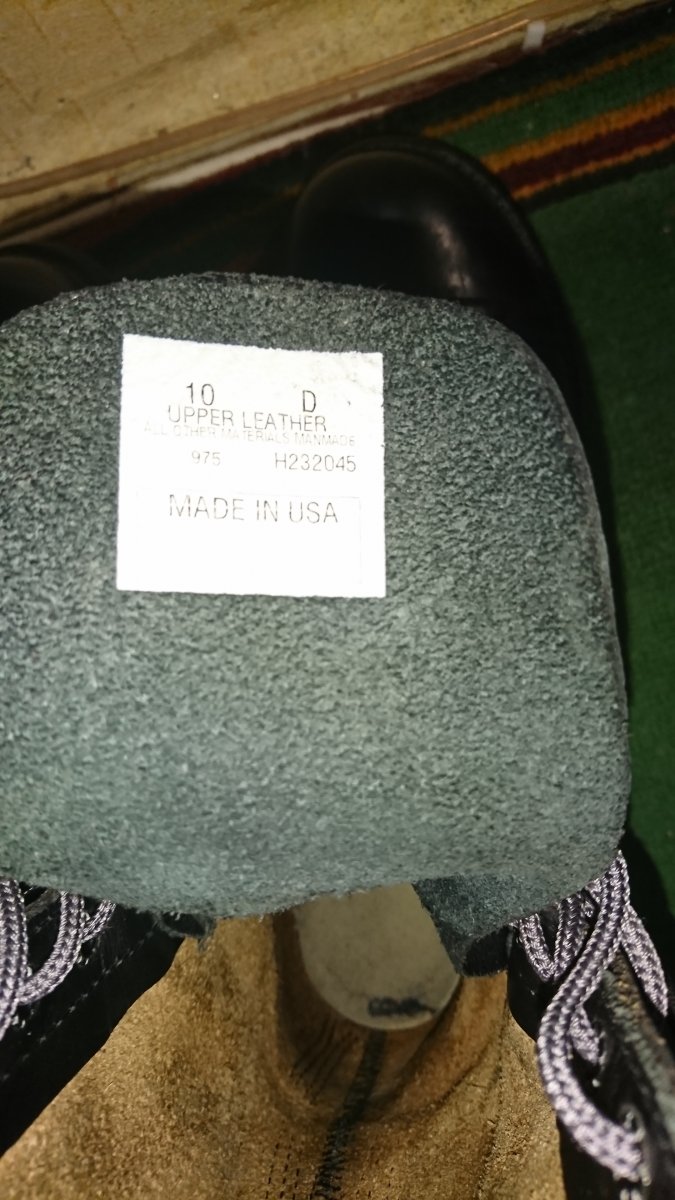 10 D
UPPER LEATHER
ALL OTHER MATERIALS MANMADE
975 H232045
MADE IN USA